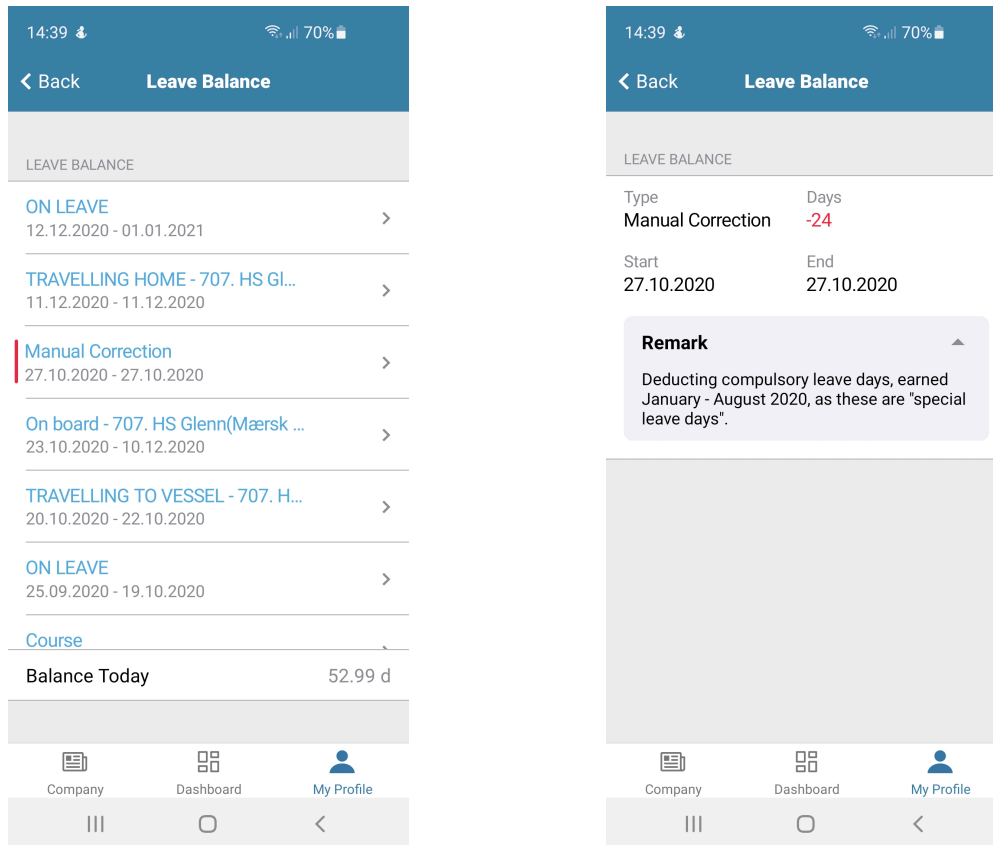 14:39 70%
Back Leave Balance
LEAVE BALANCE
ON LEAVE
12.12.2020 - 01.01.2021
TRAVELLING HOME - 707. HS Gl...
11.12.2020 - 11.12.2020
Manual Correction
27.10.2020 - 27.10.2020
On board - 707. HS Glenn(Mærsk ...
23.10.2020 - 10.12.2020
TRAVELLING TO VESSEL - 707. H...
20.10.2020 - 22.10.2020
ON LEAVE
25.09.2020 - 19.10.2020
Course
Balance Today 52.99 d
Company Dashboard My Profile
14:39 70%
Back Leave Balance
LEAVE BALANCE
Type Days
Manual Correction -24
Start End
27.10.2020 27.10.2020
Remark
Deducting compulsory leave days, earned
January - August 2020, as these are "special
leave days".
Company Dashboard My Profile